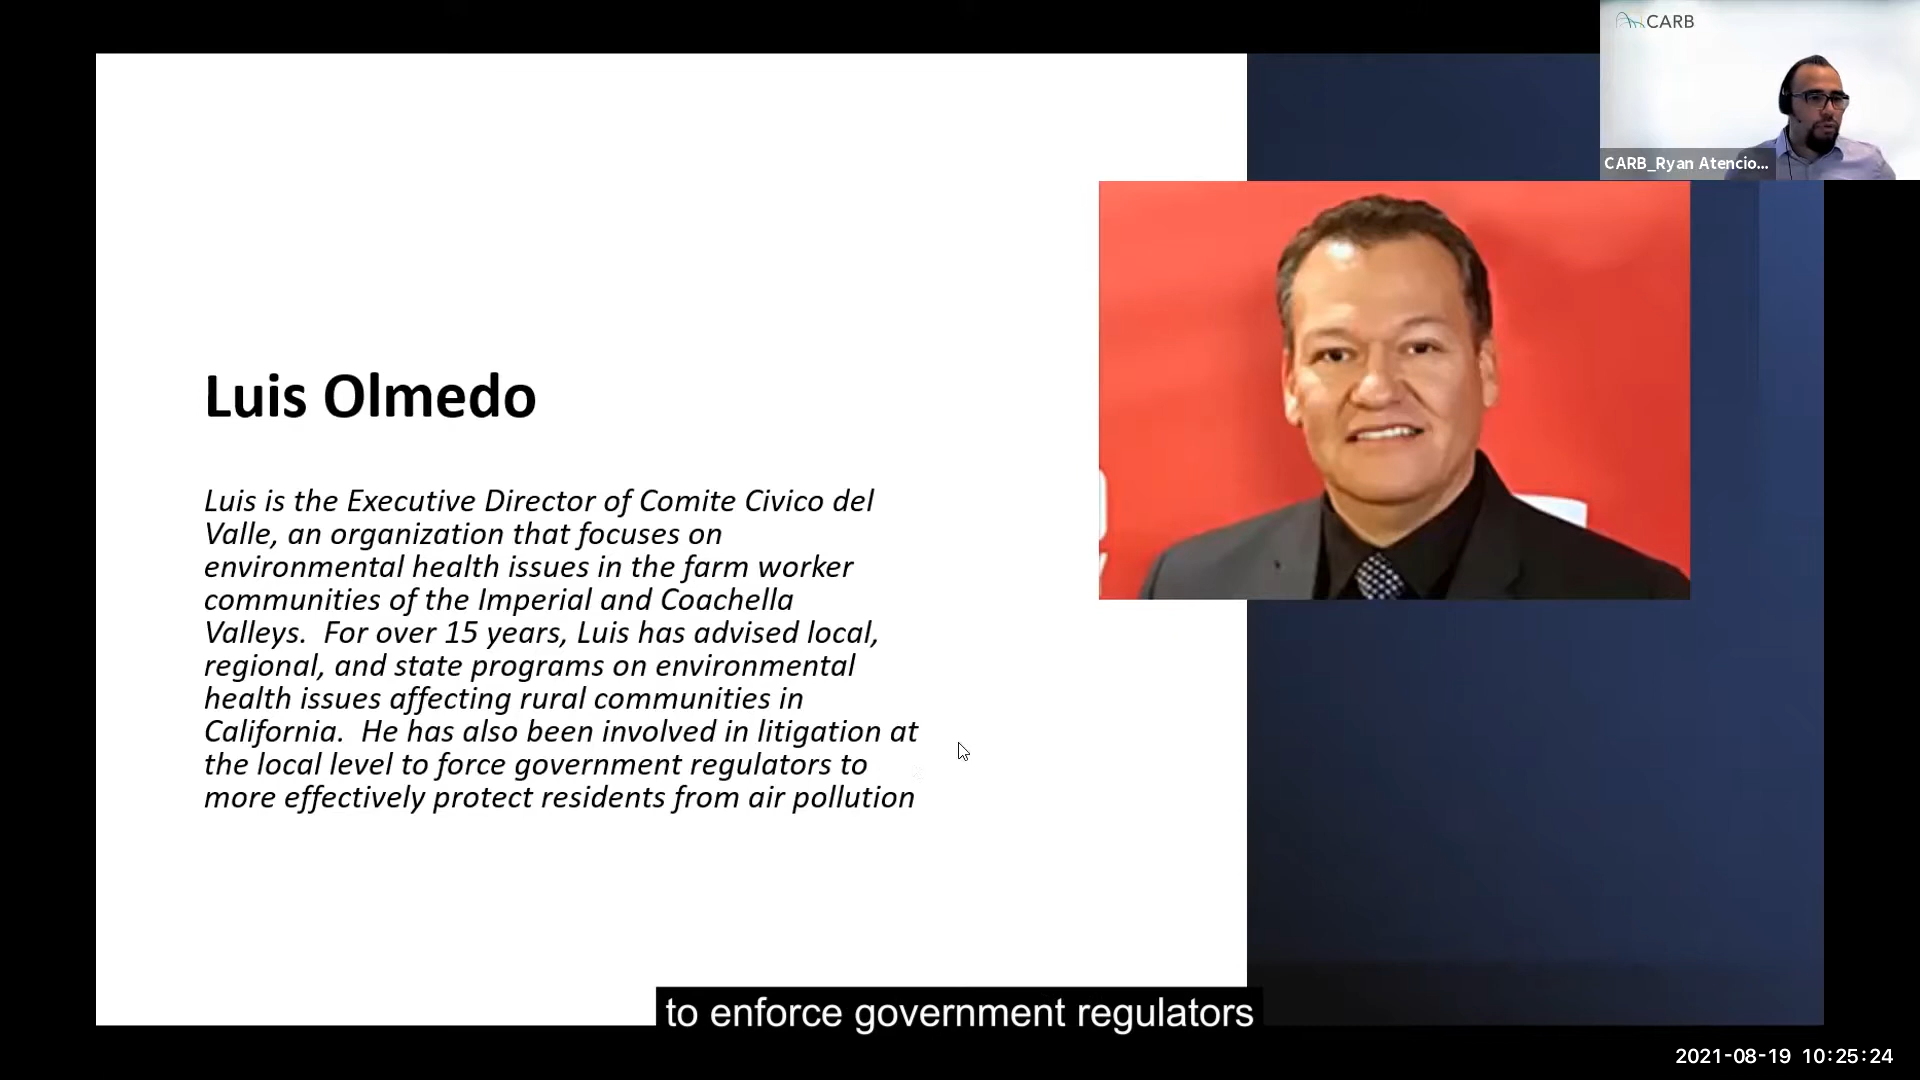 CARB
CARB_Ryan Atencio...
Luis Olmedo
Luis is the Executive Director of Comite Civico del
Valle, an organization that focuses on
environmental health issues in the farm worker
communities of the Imperial and Coachella
Valleys.  For over 15 years, Luis has advised local,
regional, and state programs on environmental
health issues affecting rural communities in
California.  He has also been involved in litigation at
the local level to force government regulators to
more effectively protect residents from air pollution
to enforce government regulators
2021-08-19 10:25:24